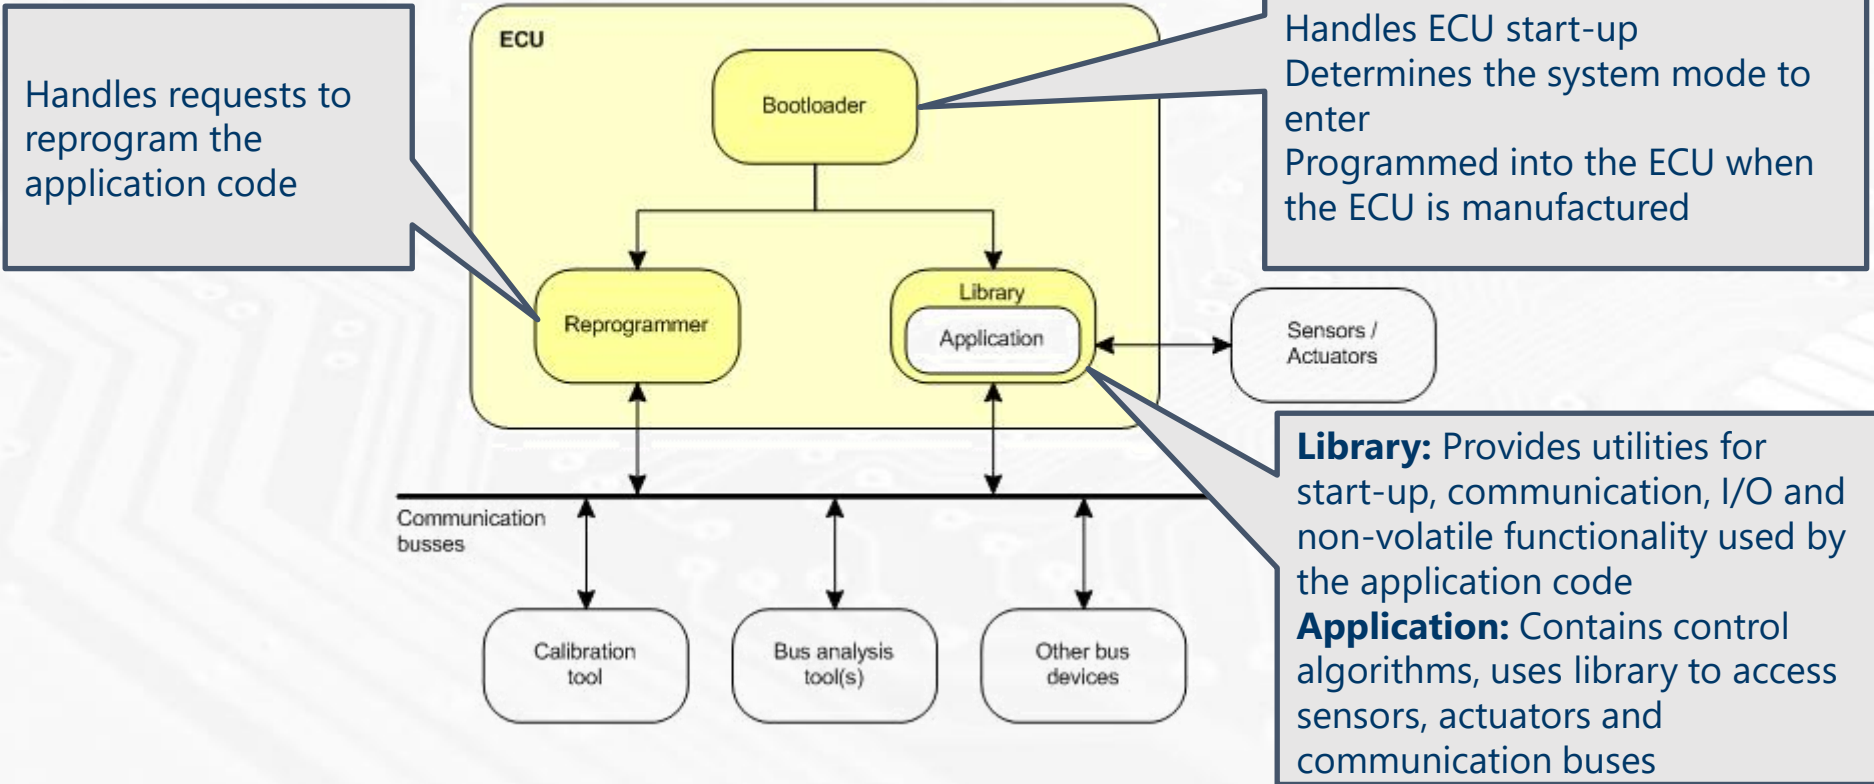 Handles requests to
reprogram the
application code
ECU
Bootloader
Handles ECU start-up
Determines the system mode to
enter
Programmed into the ECU when
the ECU is manufactured
Reprogrammer
Library
Application
Sensors /
Actuators
Communication
busses
Calibration
tool
Bus analysis
tool(s)
Other bus
devices
Library: Provides utilities for
start-up, communication, I/O and
non-volatile functionality used by
the application code
Application: Contains control
algorithms, uses library to access
sensors, actuators and
communication buses